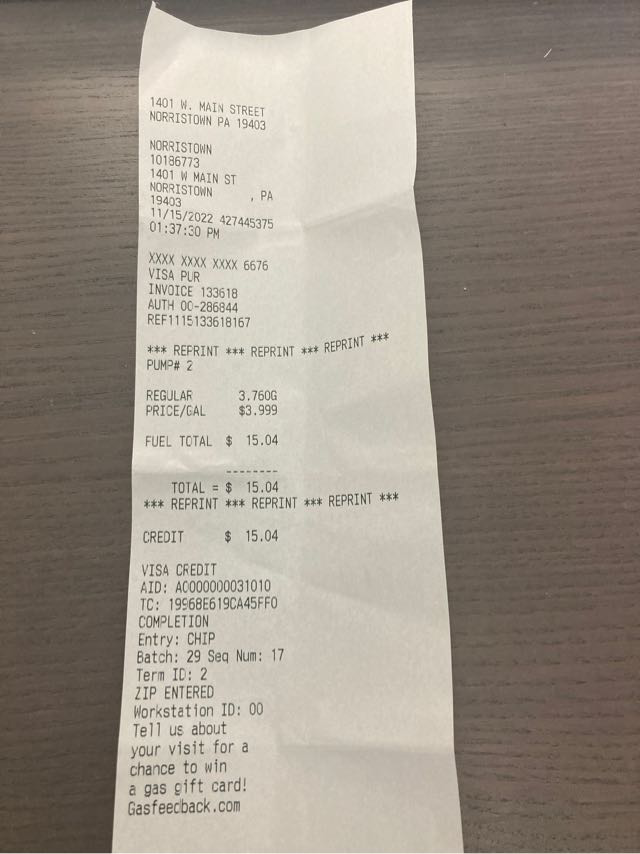 1401 W. MAIN STREET
NORRISTOWN PA 19403
NORRISTOWN
10186773
1401 W MAIN ST
NORRISTOWN , PA
19403
11/15/2022 427445375
01:37:30 PM
XXXX XXXX XXXX 6676
VISA PUR
INVOICE 133618
AUTH 00-286844
REF1115133618167
*** REPRINT *** REPRINT *** REPRINT ***
PUMP# 2
REGULAR 3.760G
PRICE/GAL $3.999
FUEL TOTAL $ 15.04
--------
TOTAL = $ 15.04
*** REPRINT *** REPRINT *** REPRINT ***
CREDIT $ 15.04
VISA CREDIT
AID: A0000000031010
TC: 19968E619CA45FF0
COMPLETION
Entry: CHIP
Batch: 29 Seq Num: 17
Term ID: 2
ZIP ENTERED
Workstation ID: 00
Tell us about
your visit for a
chance to win
a gas gift card!
Gasfeedback.com